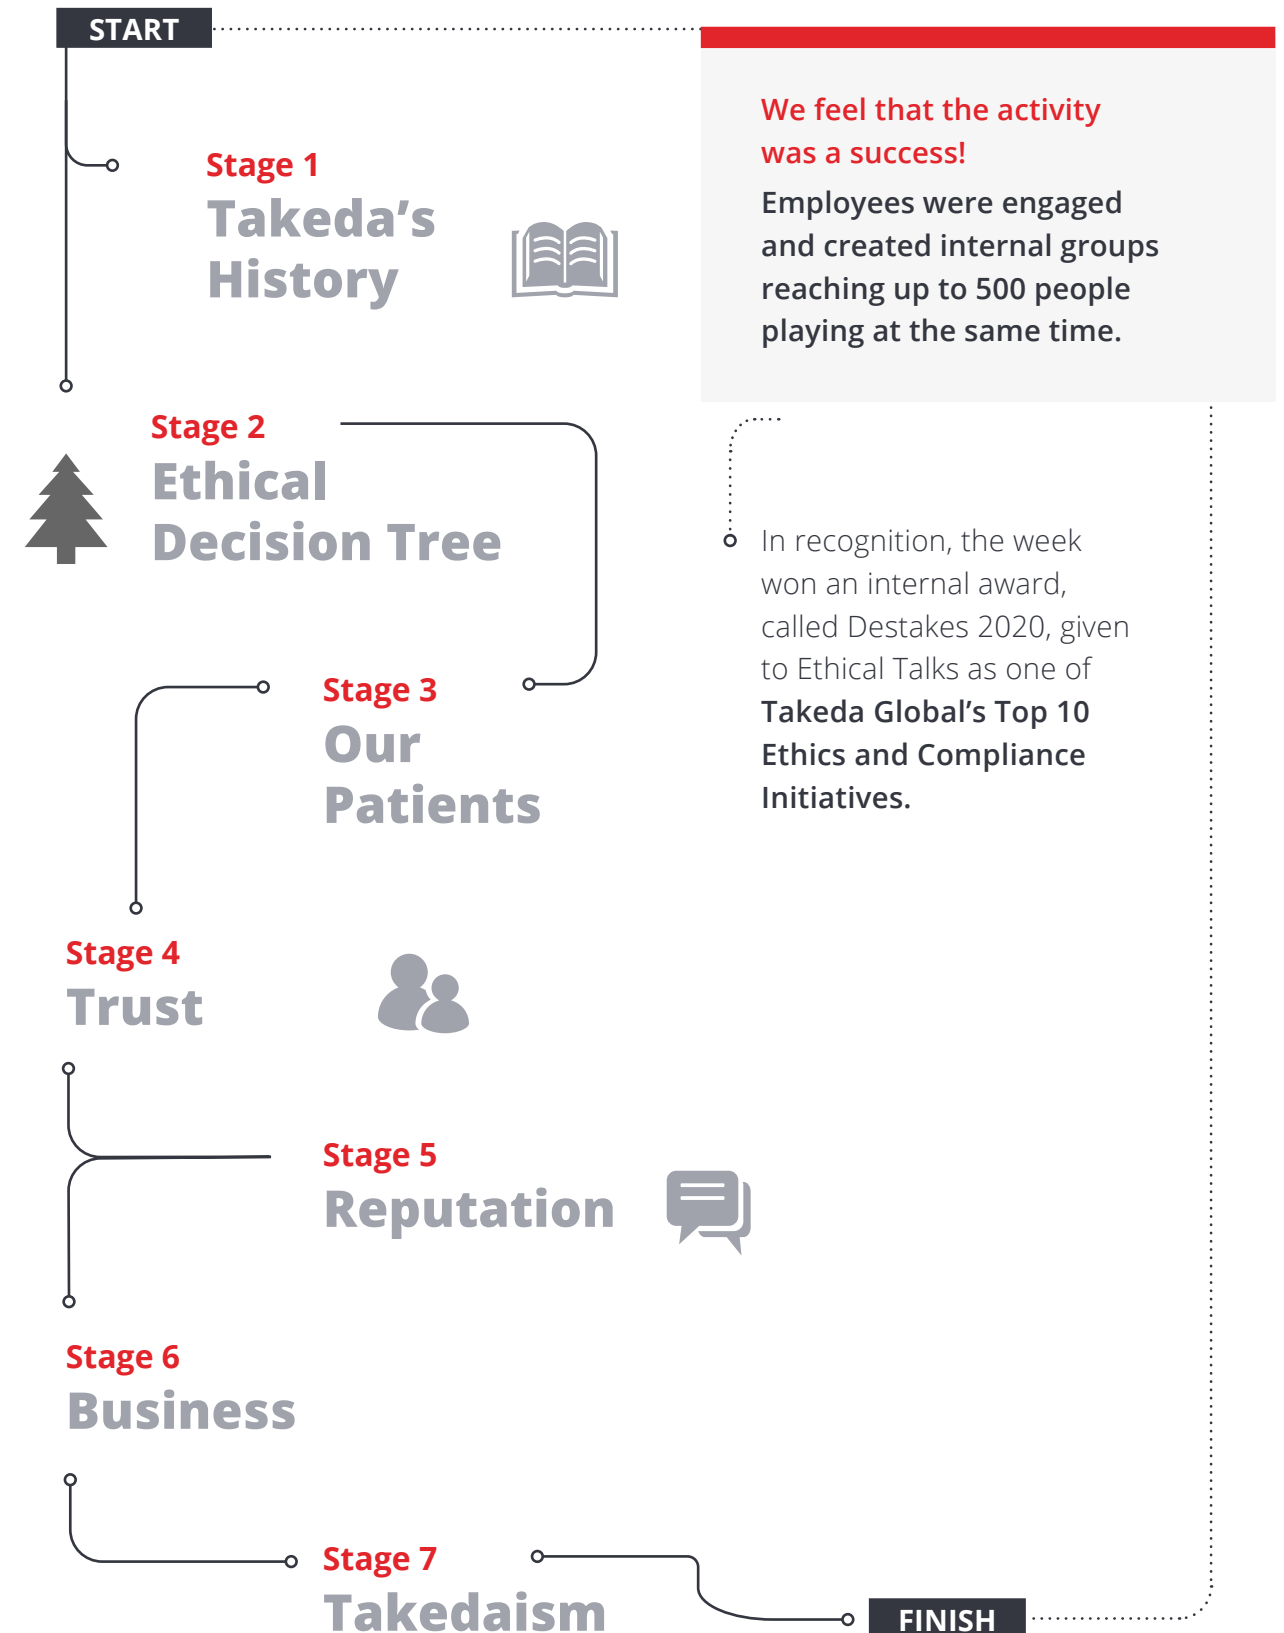 START
Stage 1
Takeda’s
History
Stage 2
Ethical
Decision Tree
Stage 3
Our
Patients
Stage 4
Trust
Stage 5
Reputation
Stage 6
Business
Stage 7
Takedaism
FINISH
We feel that the activity
was a success!
Employees were engaged
and created internal groups
reaching up to 500 people
playing at the same time.
In recognition, the week
won an internal award,
called Destakes 2020, given
to Ethical Talks as one of
Takeda Global’s Top 10
Ethics and Compliance
Initiatives.